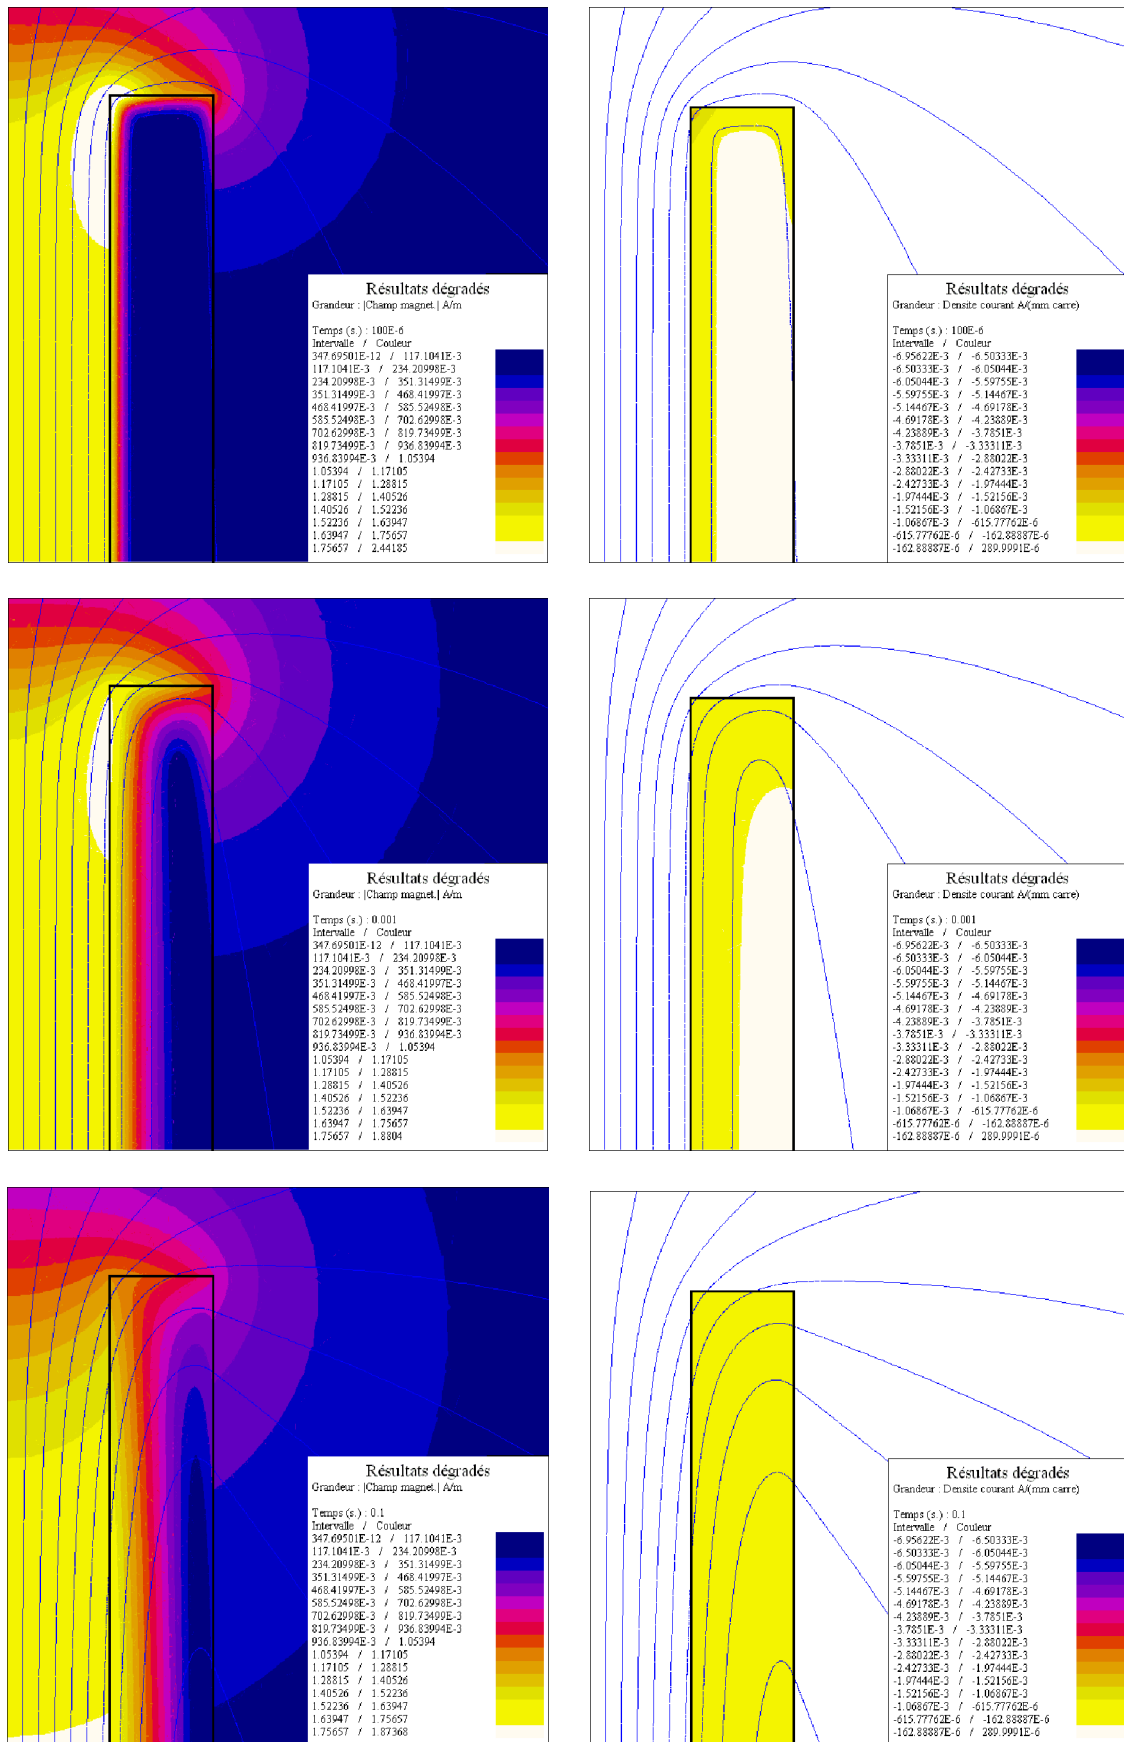 Résultats dégradés
Grandeur : |Champ magnet.| A/m
Temps (s.) : 100E-6
Intervalle / Couleur
347.69501E-12 / 117.1041E-3
117.1041E-3 / 234.20998E-3
234.20998E-3 / 351.31499E-3
351.31499E-3 / 468.41997E-3
468.41997E-3 / 585.52498E-3
585.52498E-3 / 702.62998E-3
702.62998E-3 / 819.73499E-3
819.73499E-3 / 936.83994E-3
936.83994E-3 / 1.05394
1.05394 / 1.17105
1.17105 / 1.28815
1.28815 / 1.40526
1.40526 / 1.52236
1.52236 / 1.63947
1.63947 / 1.75657
1.75657 / 2.44185
Résultats dégradés
Grandeur : Densite courant A/(mm carre)
Temps (s.) : 100E-6
Intervalle / Couleur
-6.95622E-3 / -6.50333E-3
-6.50333E-3 / -6.05044E-3
-6.05044E-3 / -5.59755E-3
-5.59755E-3 / -5.14467E-3
-5.14467E-3 / -4.69178E-3
-4.69178E-3 / -4.23889E-3
-4.23889E-3 / -3.7851E-3
-3.7851E-3 / -3.33311E-3
-3.33311E-3 / -2.88022E-3
-2.88022E-3 / -2.42733E-3
-2.42733E-3 / -1.97444E-3
-1.97444E-3 / -1.52156E-3
-1.52156E-3 / -1.06867E-3
-1.06867E-3 / -615.77762E-6
-615.77762E-6 / -162.88887E-6
-162.88887E-6 / 289.9991E-6
Résultats dégradés
Grandeur : |Champ magnet.| A/m
Temps (s.) : 0.001
Intervalle / Couleur
347.69501E-12 / 117.1041E-3
117.1041E-3 / 234.20998E-3
234.20998E-3 / 351.31499E-3
351.31499E-3 / 468.41997E-3
468.41997E-3 / 585.52498E-3
585.52498E-3 / 702.62998E-3
702.62998E-3 / 819.73499E-3
819.73499E-3 / 936.83994E-3
936.83994E-3 / 1.05394
1.05394 / 1.17105
1.17105 / 1.28815
1.28815 / 1.40526
1.40526 / 1.52236
1.52236 / 1.63947
1.63947 / 1.75657
1.75657 / 1.8804
Résultats dégradés
Grandeur : Densite courant A/(mm carre)
Temps (s.) : 0.001
Intervalle / Couleur
-6.95622E-3 / -6.50333E-3
-6.50333E-3 / -6.05044E-3
-6.05044E-3 / -5.59755E-3
-5.59755E-3 / -5.14467E-3
-5.14467E-3 / -4.69178E-3
-4.69178E-3 / -4.23889E-3
-4.23889E-3 / -3.7851E-3
-3.7851E-3 / -3.33311E-3
-3.33311E-3 / -2.88022E-3
-2.88022E-3 / -2.42733E-3
-2.42733E-3 / -1.97444E-3
-1.97444E-3 / -1.52156E-3
-1.52156E-3 / -1.06867E-3
-1.06867E-3 / -615.77762E-6
-615.77762E-6 / -162.88887E-6
-162.88887E-6 / 289.9991E-6
Résultats dégradés
Grandeur : |Champ magnet.| A/m
Temps (s.) : 0.1
Intervalle / Couleur
347.69501E-12 / 117.1041E-3
117.1041E-3 / 234.20998E-3
234.20998E-3 / 351.31499E-3
351.31499E-3 / 468.41997E-3
468.41997E-3 / 585.52498E-3
585.52498E-3 / 702.62998E-3
702.62998E-3 / 819.73499E-3
819.73499E-3 / 936.83994E-3
936.83994E-3 / 1.05394
1.05394 / 1.17105
1.17105 / 1.28815
1.28815 / 1.40526
1.40526 / 1.52236
1.52236 / 1.63947
1.63947 / 1.75657
1.75657 / 1.87368
Résultats dégradés
Grandeur : Densite courant A/(mm carre)
Temps (s.) : 0.1
Intervalle / Couleur
-6.95622E-3 / -6.50333E-3
-6.50333E-3 / -6.05044E-3
-6.05044E-3 / -5.59755E-3
-5.59755E-3 / -5.14467E-3
-5.14467E-3 / -4.69178E-3
-4.69178E-3 / -4.23889E-3
-4.23889E-3 / -3.7851E-3
-3.7851E-3 / -3.33311E-3
-3.33311E-3 / -2.88022E-3
-2.88022E-3 / -2.42733E-3
-2.42733E-3 / -1.97444E-3
-1.97444E-3 / -1.52156E-3
-1.52156E-3 / -1.06867E-3
-1.06867E-3 / -615.77762E-6
-615.77762E-6 / -162.88887E-6
-162.88887E-6 / 289.9991E-6